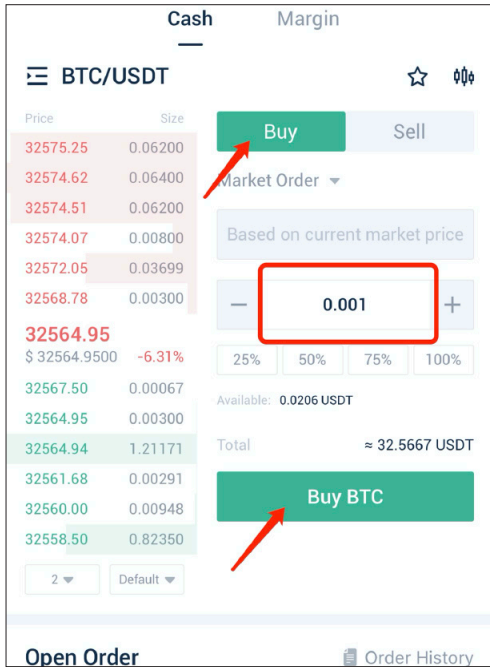 Cash Margin
BTC/USDT
Price Size
32575.25 0.06200
32574.62 0.06400
32574.51 0.06200
32574.07 0.00800
32572.05 0.03699
32568.78 0.00300
32564.95
$ 32564.9500 -6.31%
32567.50 0.00067
32564.95 0.00300
32564.94 1.21171
32561.68 0.00291
32560.00 0.00948
32558.50 0.82350
2 Default
Buy Sell
Market Order
Based on current market price
− 0.001 +
25% 50% 75% 100%
Available: 0.0206 USDT
Total ≈ 32.5667 USDT
Buy BTC
Open Order Order History